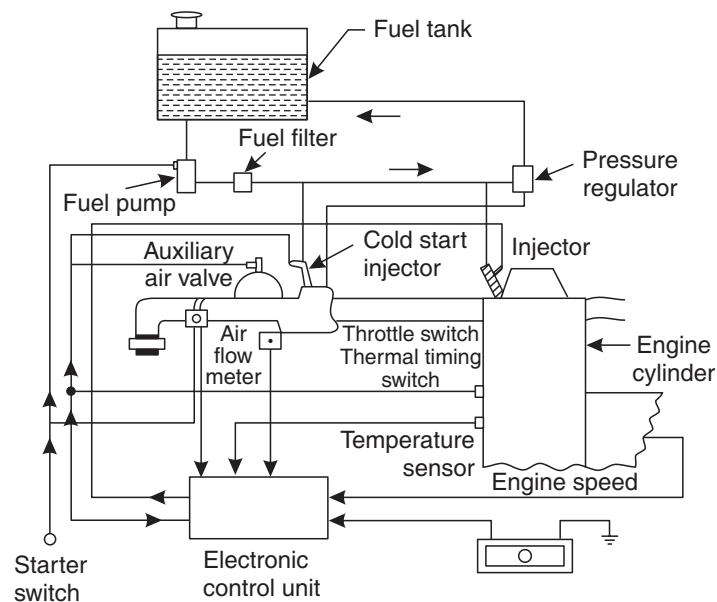 Fuel tank
Fuel filter
Fuel pump
Pressure
regulator
Cold start
injector
Injector
Auxiliary
air valve
Air
flow
meter
Throttle switch
Thermal timing
switch
Engine
cylinder
Temperature
sensor
Engine speed
Electronic
control unit
Starter
switch